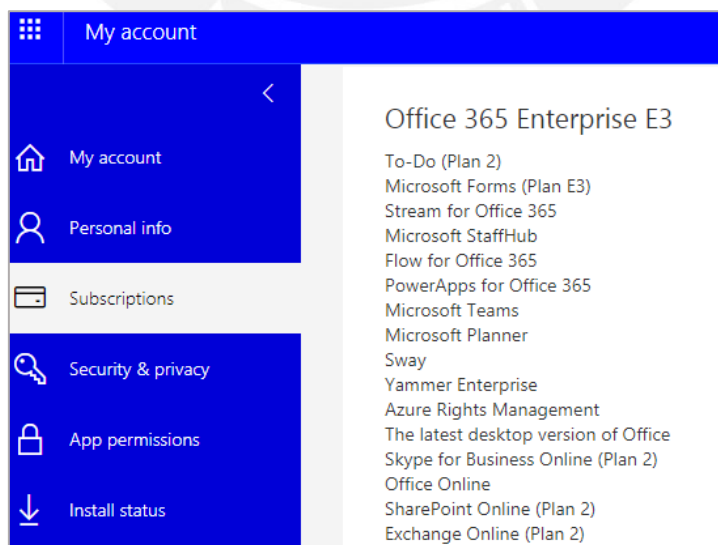 My account
My account
Personal info
Subscriptions
Security & privacy
App permissions
Install status
Office 365 Enterprise E3
To-Do (Plan 2)
Microsoft Forms (Plan E3)
Stream for Office 365
Microsoft StaffHub
Flow for Office 365
PowerApps for Office 365
Microsoft Teams
Microsoft Planner
Sway
Yammer Enterprise
Azure Rights Management
The latest desktop version of Office
Skype for Business Online (Plan 2)
Office Online
SharePoint Online (Plan 2)
Exchange Online (Plan 2)